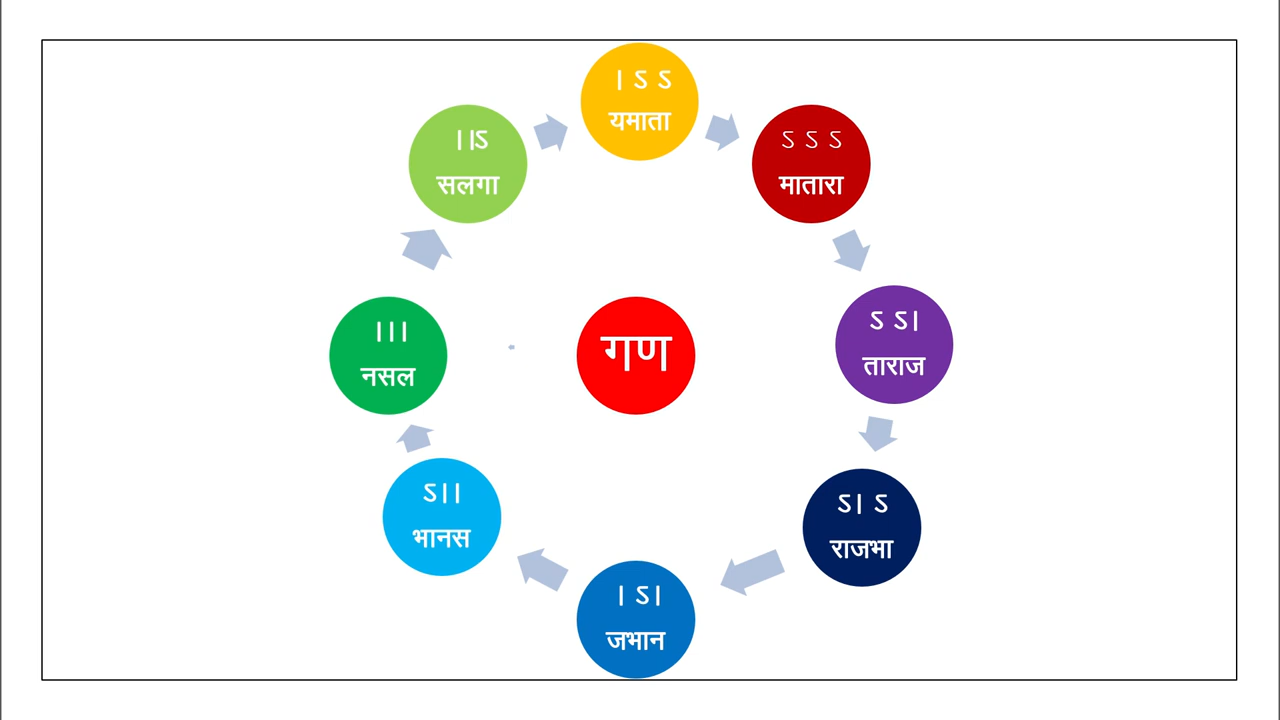 । ऽ ऽ
यमाता
ऽ ऽ ऽ
मातारा
ऽ ऽ।
ताराज
ऽ। ऽ
राजभा
। ऽ।
जभान
ऽ।।
भानस
।।।
नसल
।।ऽ
सलगा
गण